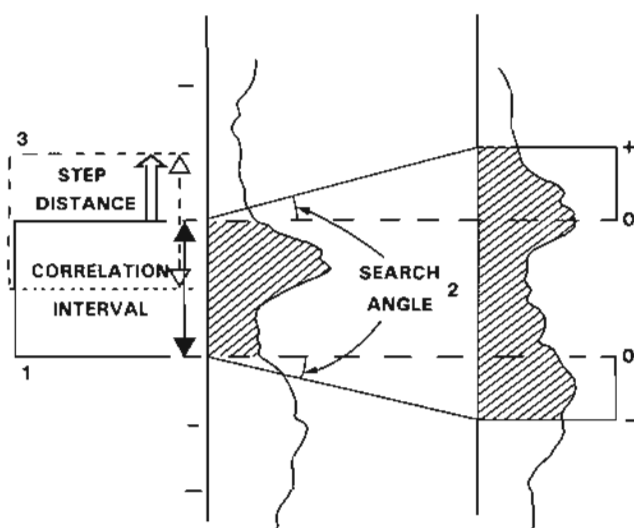 3
STEP
DISTANCE
CORRELATION
INTERVAL
1
SEARCH
ANGLE 2
+
0
0
-